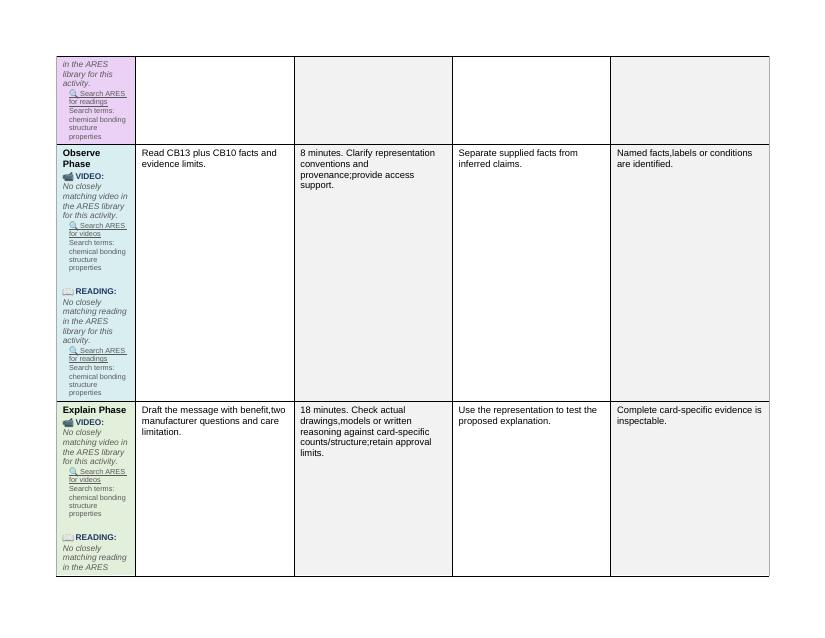 in the ARES
library for this
activity.
🔍 Search ARES
for readings
Search terms:
chemical bonding
structure
properties
Observe
Phase
📹 VIDEO:
No closely
matching video in
the ARES library
for this activity.
🔍 Search ARES
for videos
Search terms:
chemical bonding
structure
properties
📖 READING:
No closely
matching reading
in the ARES
library for this
activity.
🔍 Search ARES
for readings
Search terms:
chemical bonding
structure
properties
Read CB13 plus CB10 facts and
evidence limits.
8 minutes. Clarify representation
conventions and
provenance;provide access
support.
Separate supplied facts from
inferred claims.
Named facts,labels or conditions
are identified.
Explain Phase
📹 VIDEO:
No closely
matching video in
the ARES library
for this activity.
🔍 Search ARES
for videos
Search terms:
chemical bonding
structure
properties
📖 READING:
No closely
matching reading
in the ARES
Draft the message with benefit,two
manufacturer questions and care
limitation.
18 minutes. Check actual
drawings,models or written
reasoning against card-specific
counts/structure;retain approval
limits.
Use the representation to test the
proposed explanation.
Complete card-specific evidence is
inspectable.